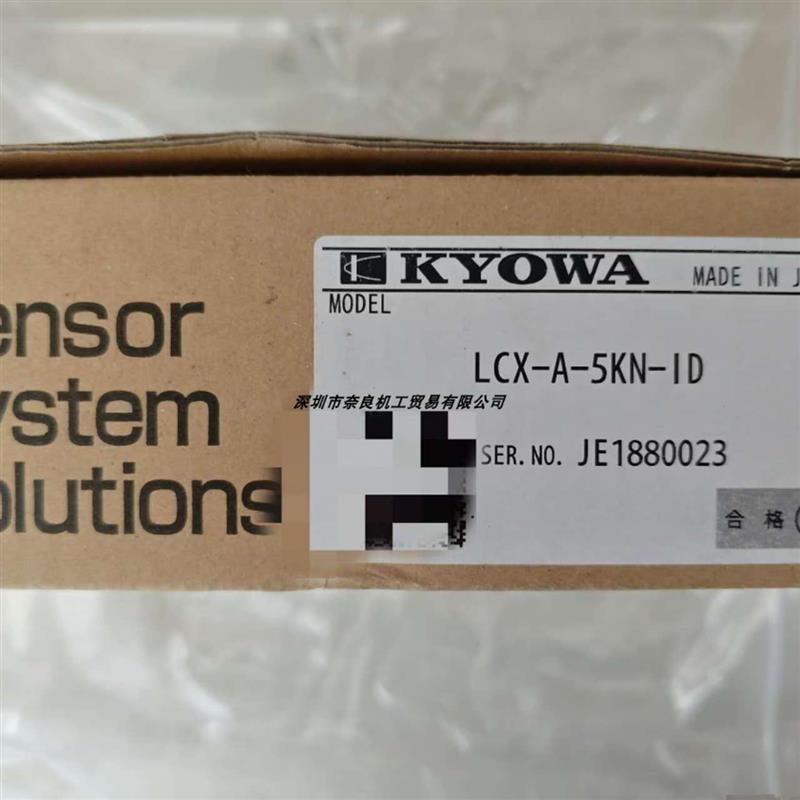 ensor
ystem
olutions
KYOWA
MADE IN J
MODEL
LCX-A-5KN-ID
深圳市奈良机工贸易有限公司
SER.NO. JE1880023
合格